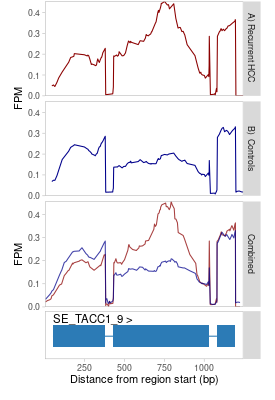 0.4
0.3
0.2
0.1
0.0
A) Recurrent HCC
FPM
0.4
0.3
0.2
0.1
0.0
B) Controls
0.4
0.3
0.2
0.1
0.0
FPM
Combined
SE_TACC1_9 >
250
500
750
1000
Distance from region start (bp)